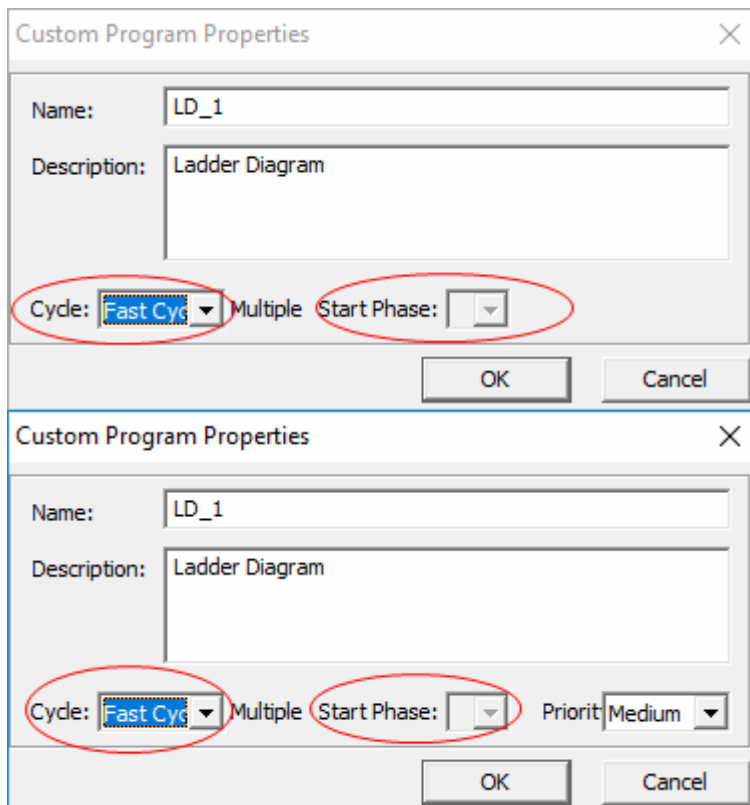 Custom Program Properties
Name: LD_1
Description: Ladder Diagram
Cycle: Fast Cyc Multiple Start Phase:
OK Cancel
Custom Program Properties
Name: LD_1
Description: Ladder Diagram
Cycle: Fast Cyc Multiple Start Phase: Priorit Medium
OK Cancel